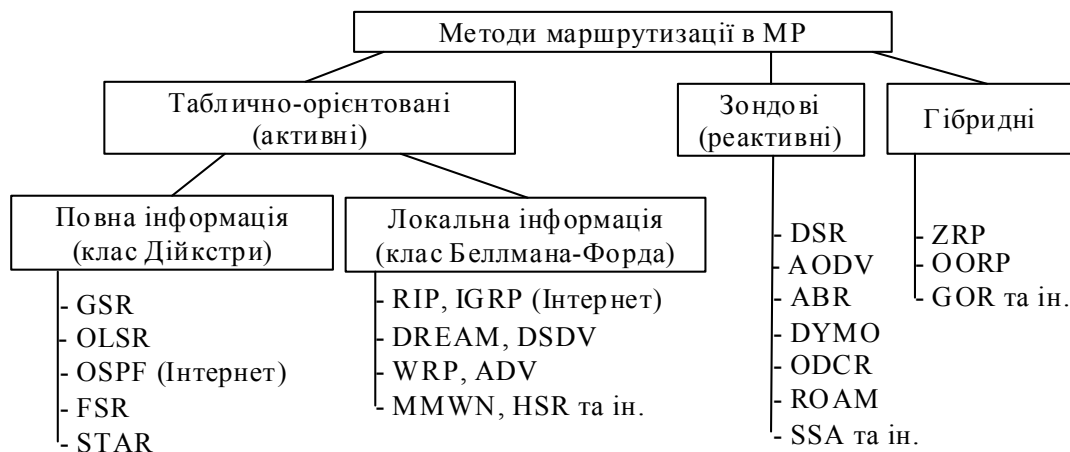 Методи маршрутизації в МР
Таблично-орієнтовані
(активні)
Зондові
(реактивні)
Гібридні
Повна інформація
(клас Дійкстри)
Локальна інформація
(клас Беллмана-Форда)
- GSR
- OLSR
- OSPF (Інтернет)
- FSR
- STAR
- RIP, IGRP (Інтернет)
- DREAM, DSDV
- WRP, ADV
- MMWN, HSR та ін.
- DSR
- AODV
- ABR
- DYMO
- ODCR
- ROAM
- SSA та ін.
- ZRP
- OORP
- GOR та ін.